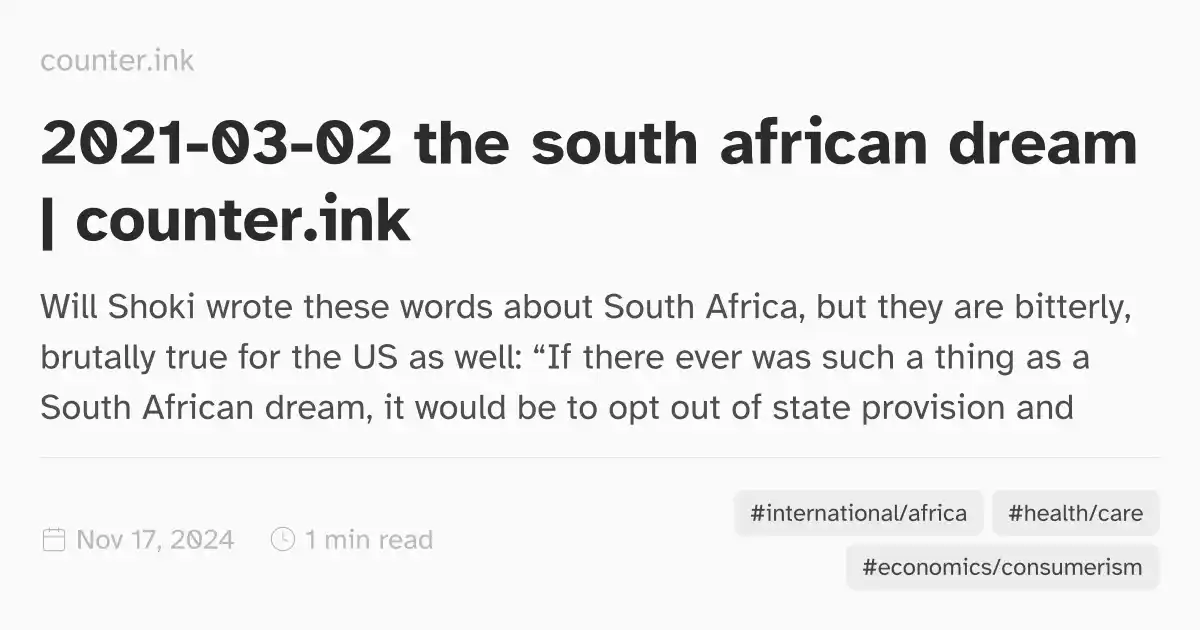 counter.ink
2021-03-02 the south african dream
| counter.ink
Will Shoki wrote these words about South Africa, but they are bitterly,
brutally true for the US as well: “If there ever was such a thing as a
South African dream, it would be to opt out of state provision and
Nov 17, 2024
1 min read
#international/africa
#health/care
#economics/consumerism